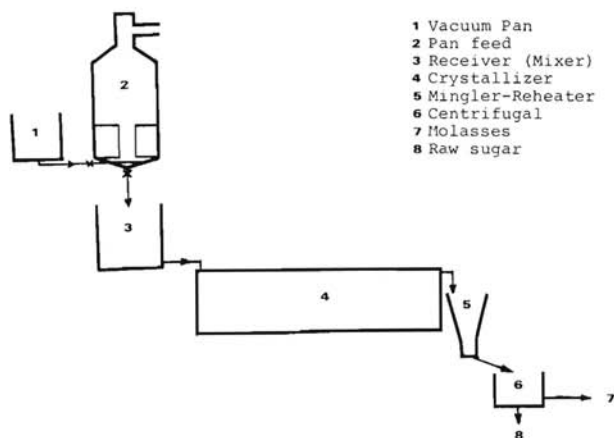 1 Vacuum Pan
2 Pan feed
3 Receiver (Mixer)
4 Crystallizer
5 Mingler-Reheater
6 Centrifugal
7 Molasses
8 Raw sugar
2
1
3
4
5
6
7
8